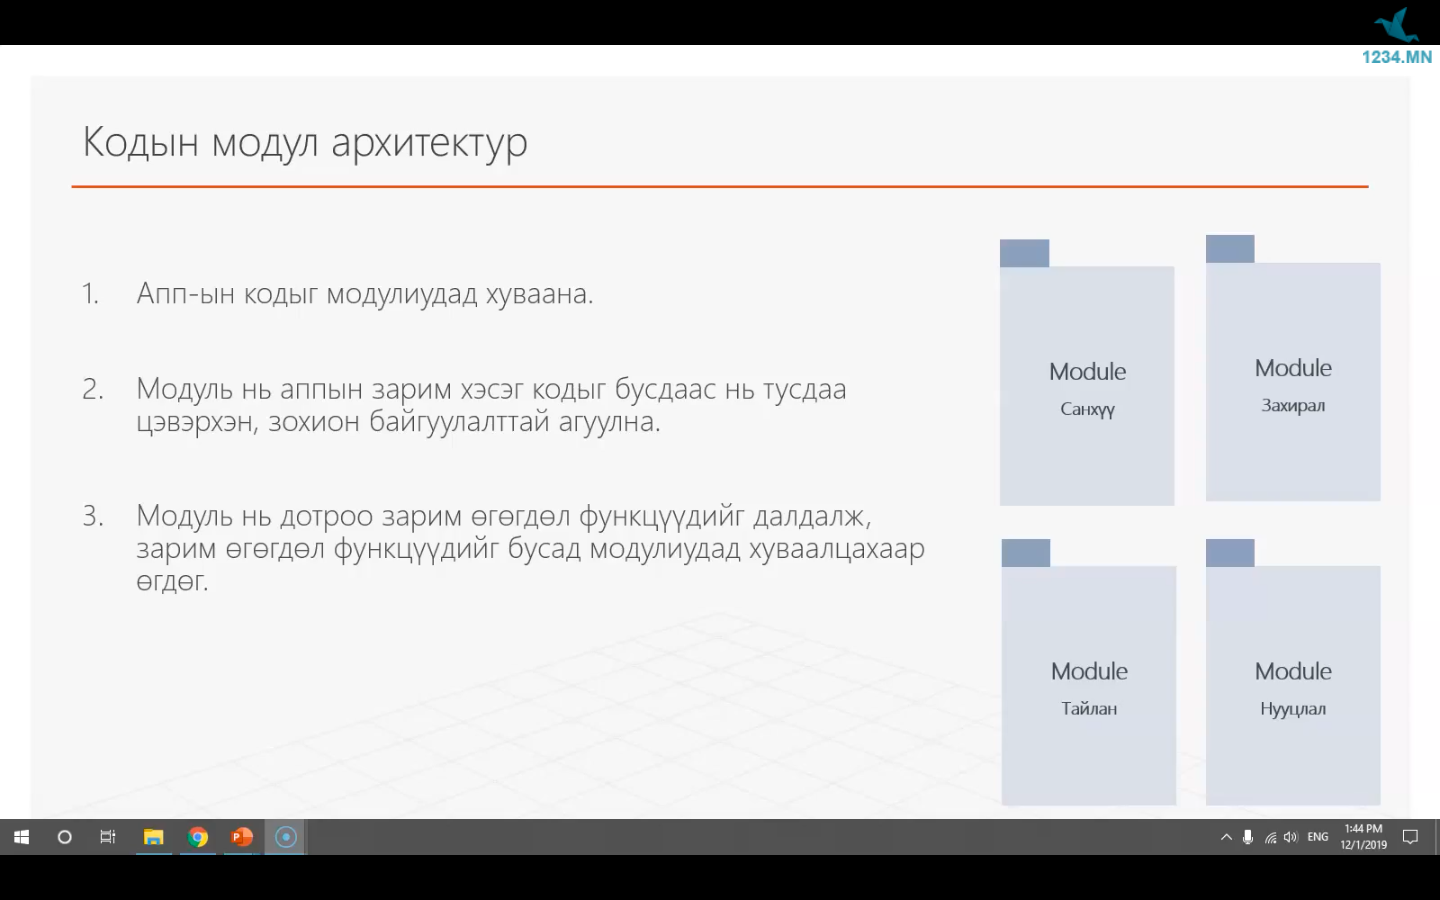 1234.MN
Кодын модул архитектур
1. Апп-ын кодыг модулиудад хуваана.
2. Модуль нь аппын зарим хэсэг кодыг бусдаас нь тусдаа
цэвэрхэн, зохион байгуулалттай агуулна.
3. Модуль нь дотроо зарим өгөгдөл функцүүдийг далдалж,
зарим өгөгдөл функцүүдийг бусад модулиудад хуваалцахаар
өгдөг.
Module
Санхүү
Module
Захирал
Module
Тайлан
Module
Нууцлал
ENG
1:44 PM
12/1/2019